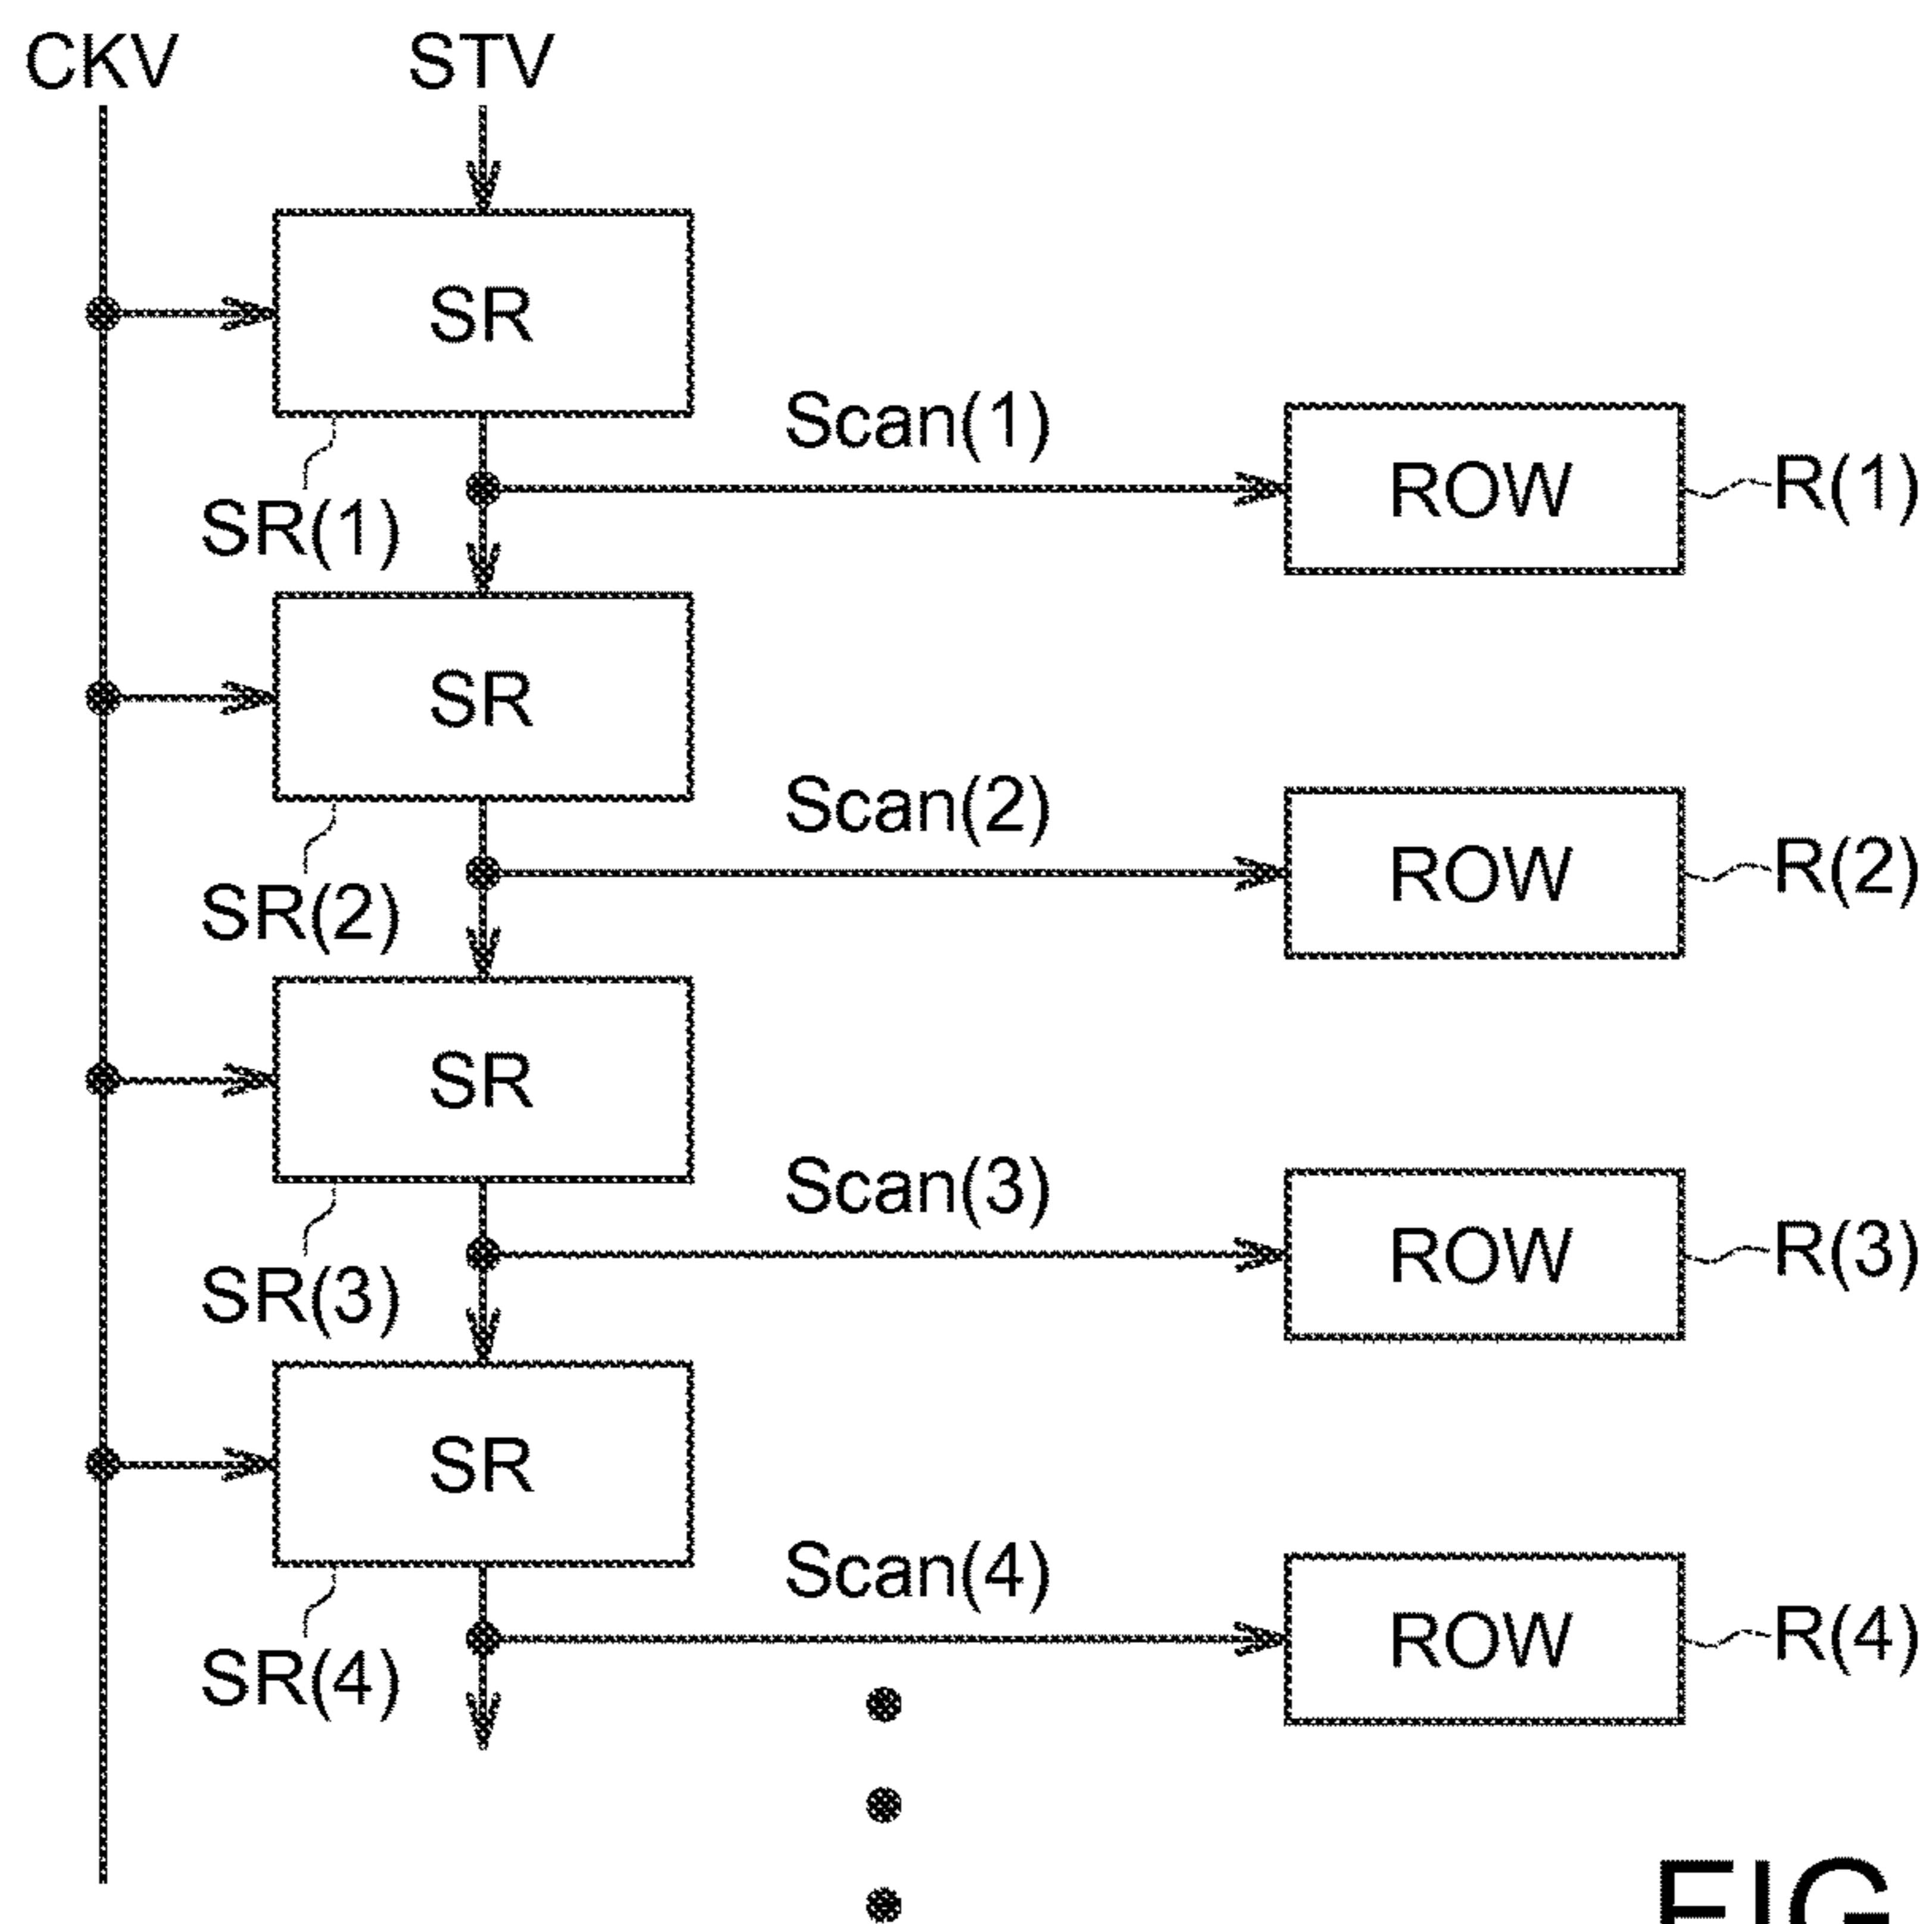 CKV STV
SR
Scan(1)
ROW R(1)
SR(1)
SR
Scan(2)
ROW R(2)
SR(2)
SR
Scan(3)
ROW R(3)
SR(3)
SR
Scan(4)
ROW R(4)
SR(4)
FIG